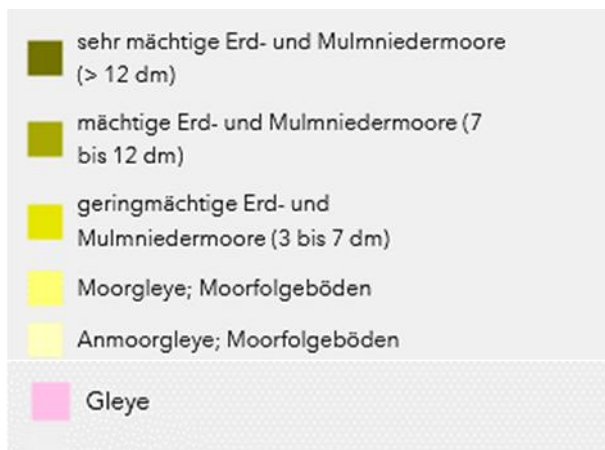 sehr mächtige Erd- und Mulmniedermoore
(> 12 dm)
mächtige Erd- und Mulmniedermoore (7
bis 12 dm)
geringmächtige Erd- und
Mulmniedermoore (3 bis 7 dm)
Moorgleye; Moorfolgeböden
Anmoorgleye; Moorfolgeböden
Gleye